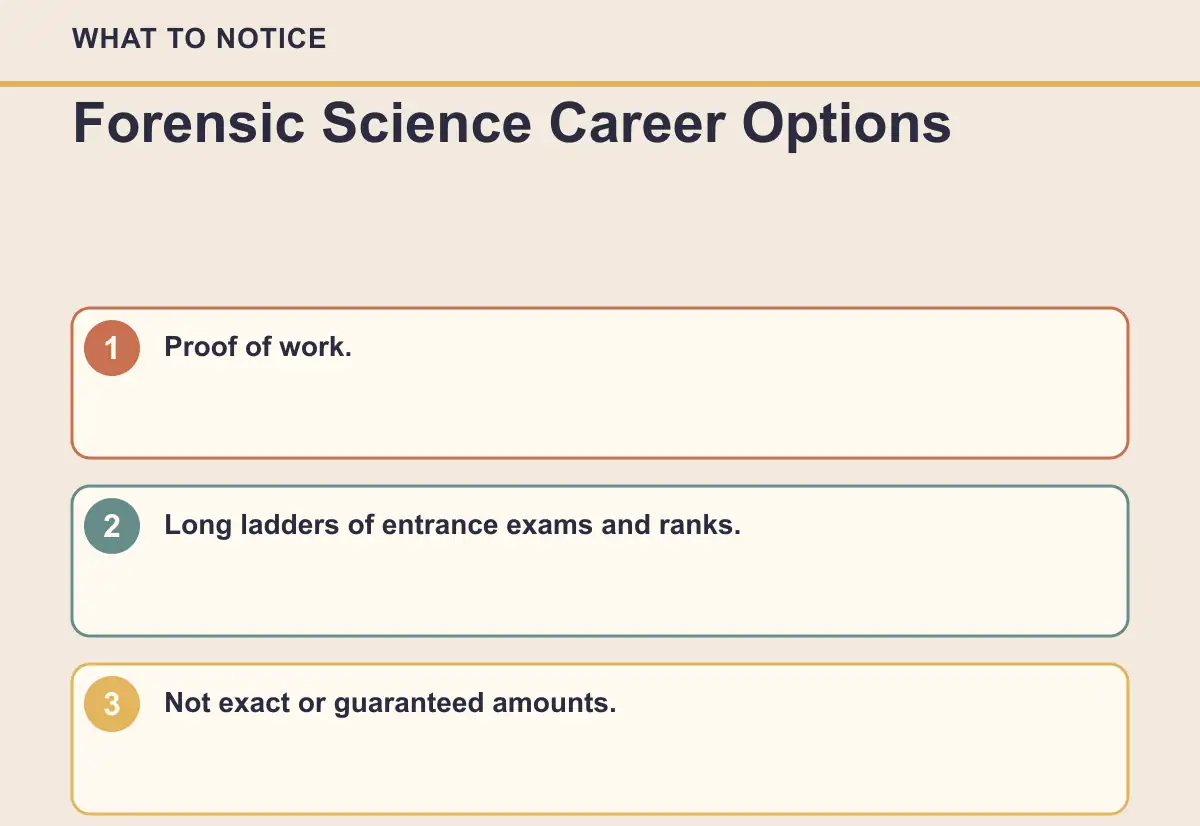 WHAT TO NOTICE
Forensic Science Career Options
1 Proof of work.
2 Long ladders of entrance exams and ranks.
3 Not exact or guaranteed amounts.